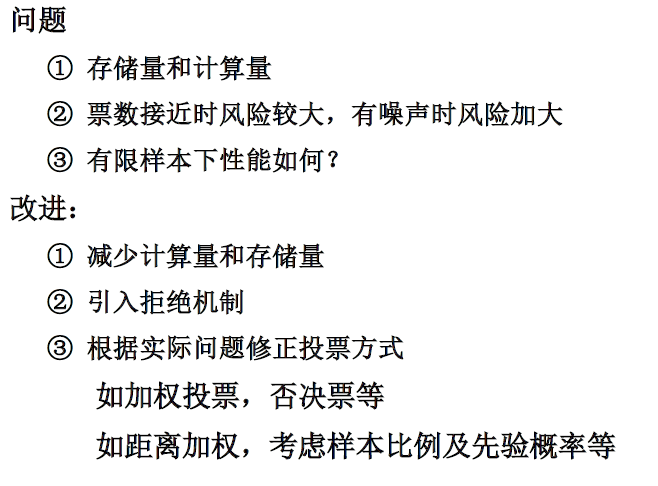 问题
① 存储量和计算量
② 票数接近时风险较大，有噪声时风险加大
③ 有限样本下性能如何？
改进：
① 减少计算量和存储量
② 引入拒绝机制
③ 根据实际问题修正投票方式
如加权投票，否决票等
如距离加权，考虑样本比例及先验概率等